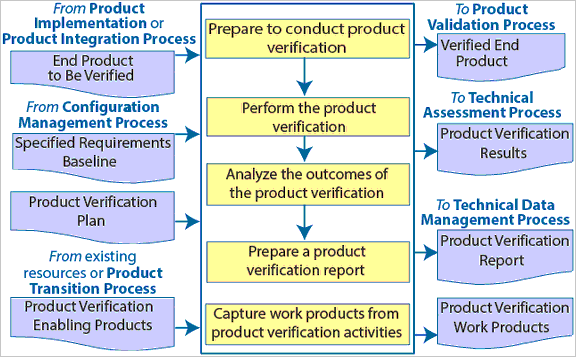 From Product
Implementation or
Product Integration Process
End Product
to Be Verified
From Configuration
Management Process
Specified Requirements
Baseline
Product Verification
Plan
From existing
resources or Product
Transition Process
Product Verification
Enabling Products
Prepare to conduct product
verification
Perform the product
verification
Analyze the outcomes of
the product verification
Prepare a product
verification report
Capture work products from
product verification activities
To Product
Validation Process
Verified End
Product
To Technical
Assessment Process
Product Verification
Results
To Technical Data
Management Process
Product Verification
Report
Product Verification
Work Products